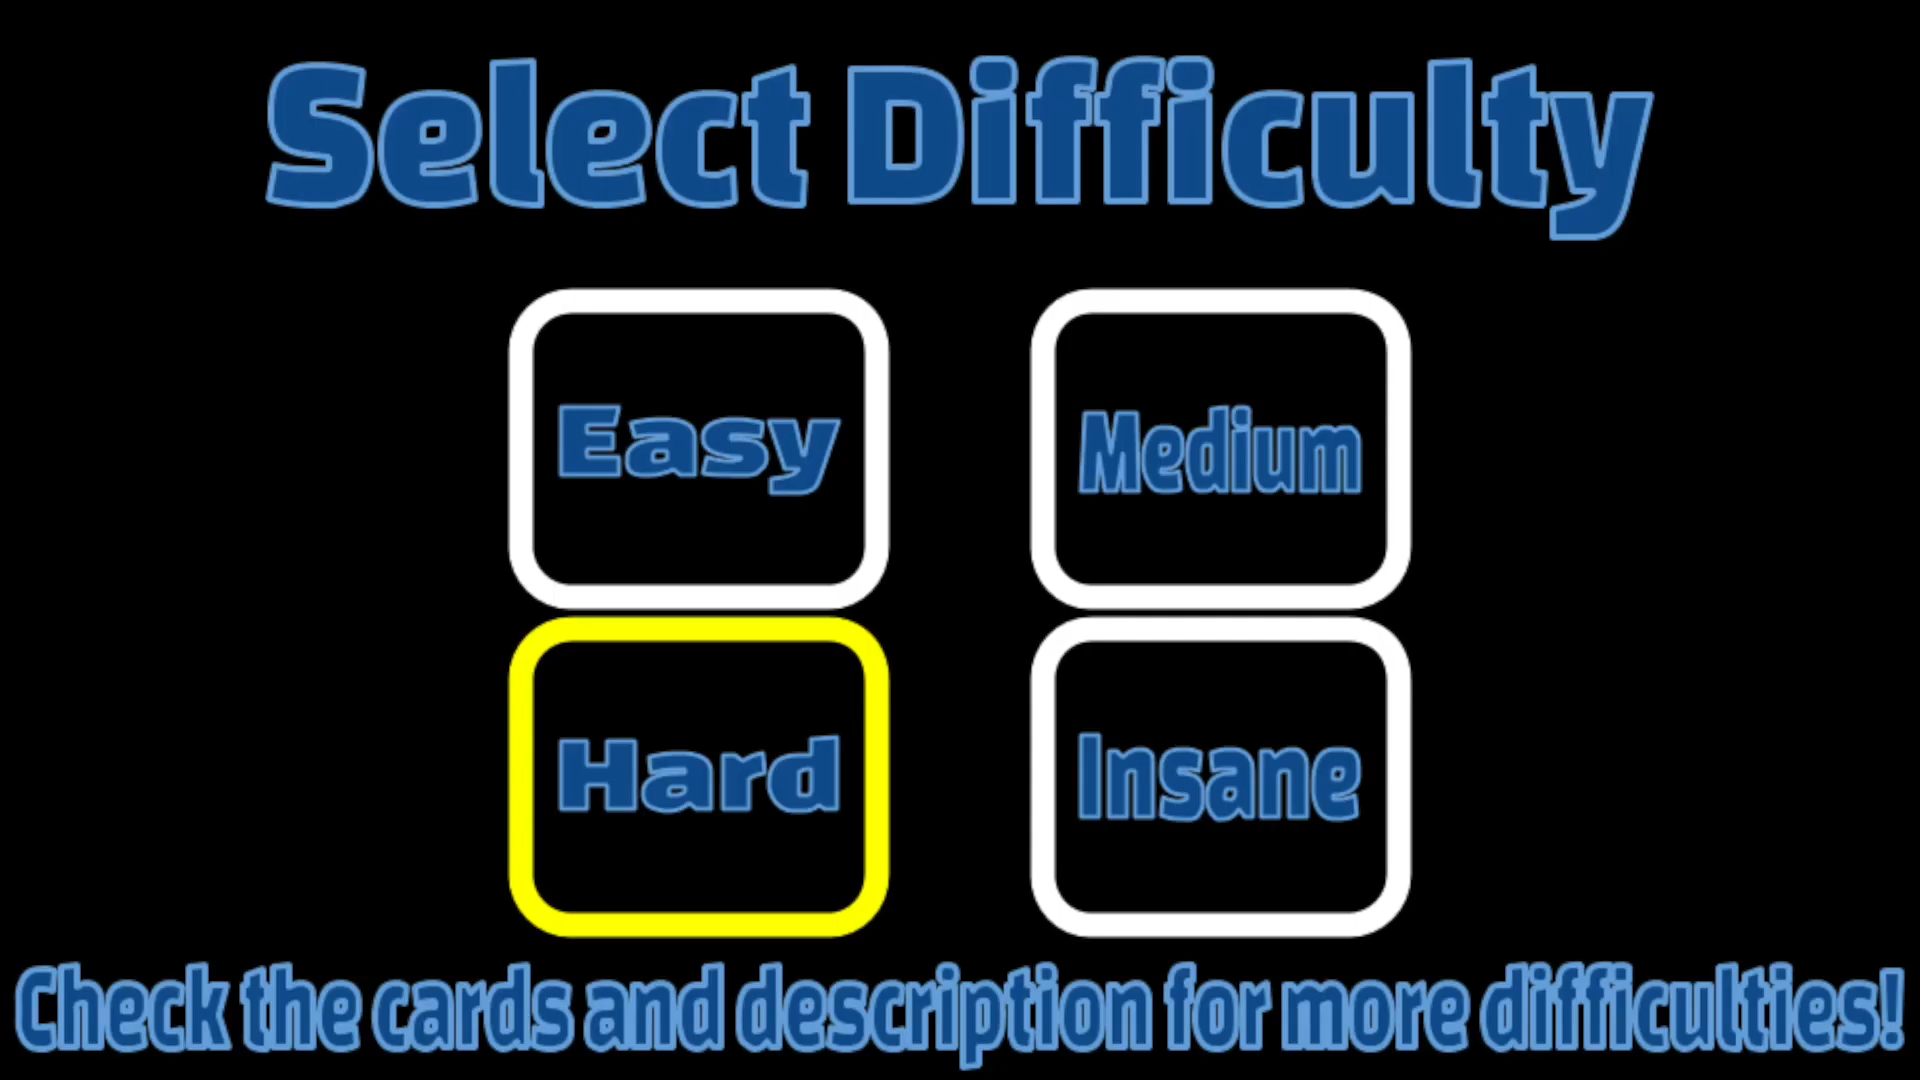 Select Difficulty
Easy
Medium
Hard
Insane
Check the cards and description for more difficulties!